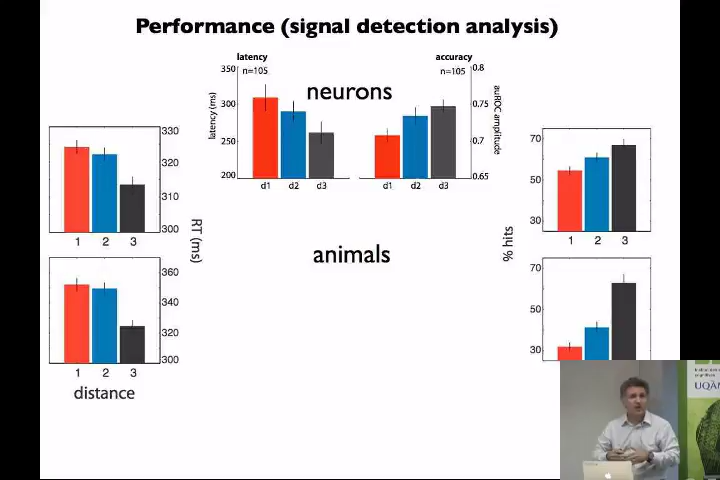 Performance (signal detection analysis)
latency
accuracy
n=105
n=105
neurons
350
300
250
200
latency (ms)
d1 d2 d3
0.8
0.75
0.7
0.65
auROC amplitude
d1 d2 d3
330
320
310
300
1 2 3
RT (ms)
360
340
320
300
1 2 3
distance
animals
% hits
70
50
30
1 2 3
70
50
30
UQÀM